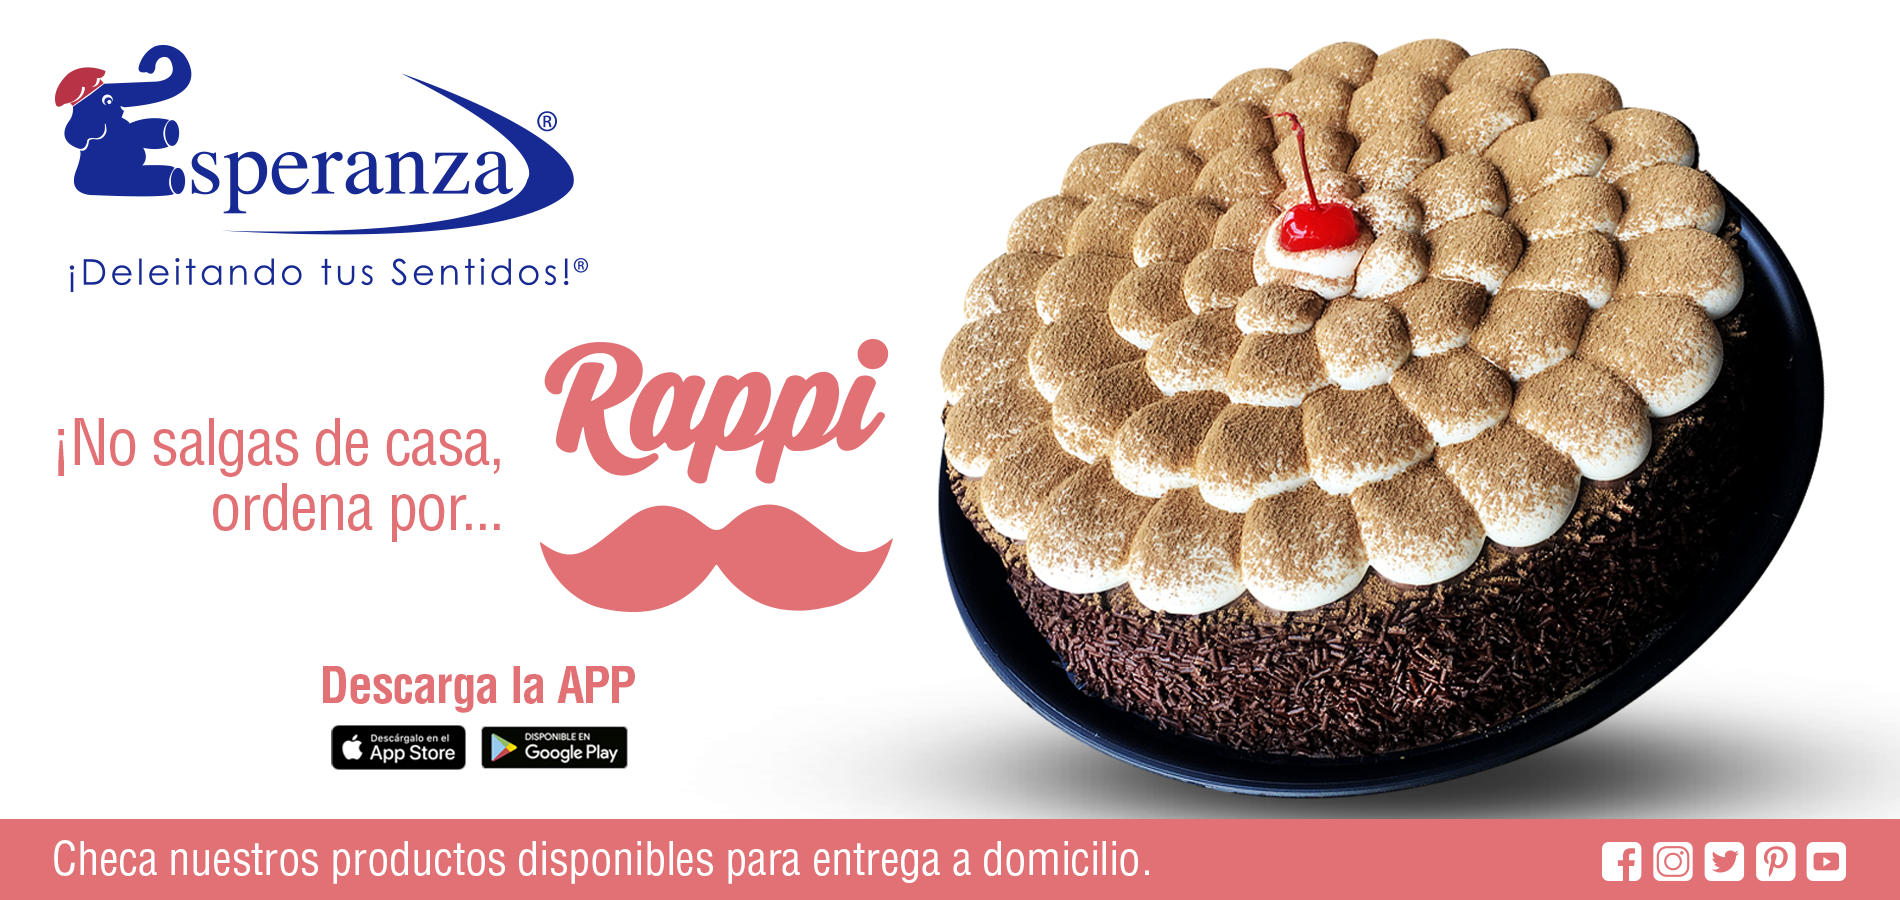 Esperanza®
¡Deleitando tus Sentidos!®
¡No salgas de casa,
ordena por...
Rappi
Descarga la APP
Descárgalo en el
App Store
DISPONIBLE EN
Google Play
Checa nuestros productos disponibles para entrega a domicilio.